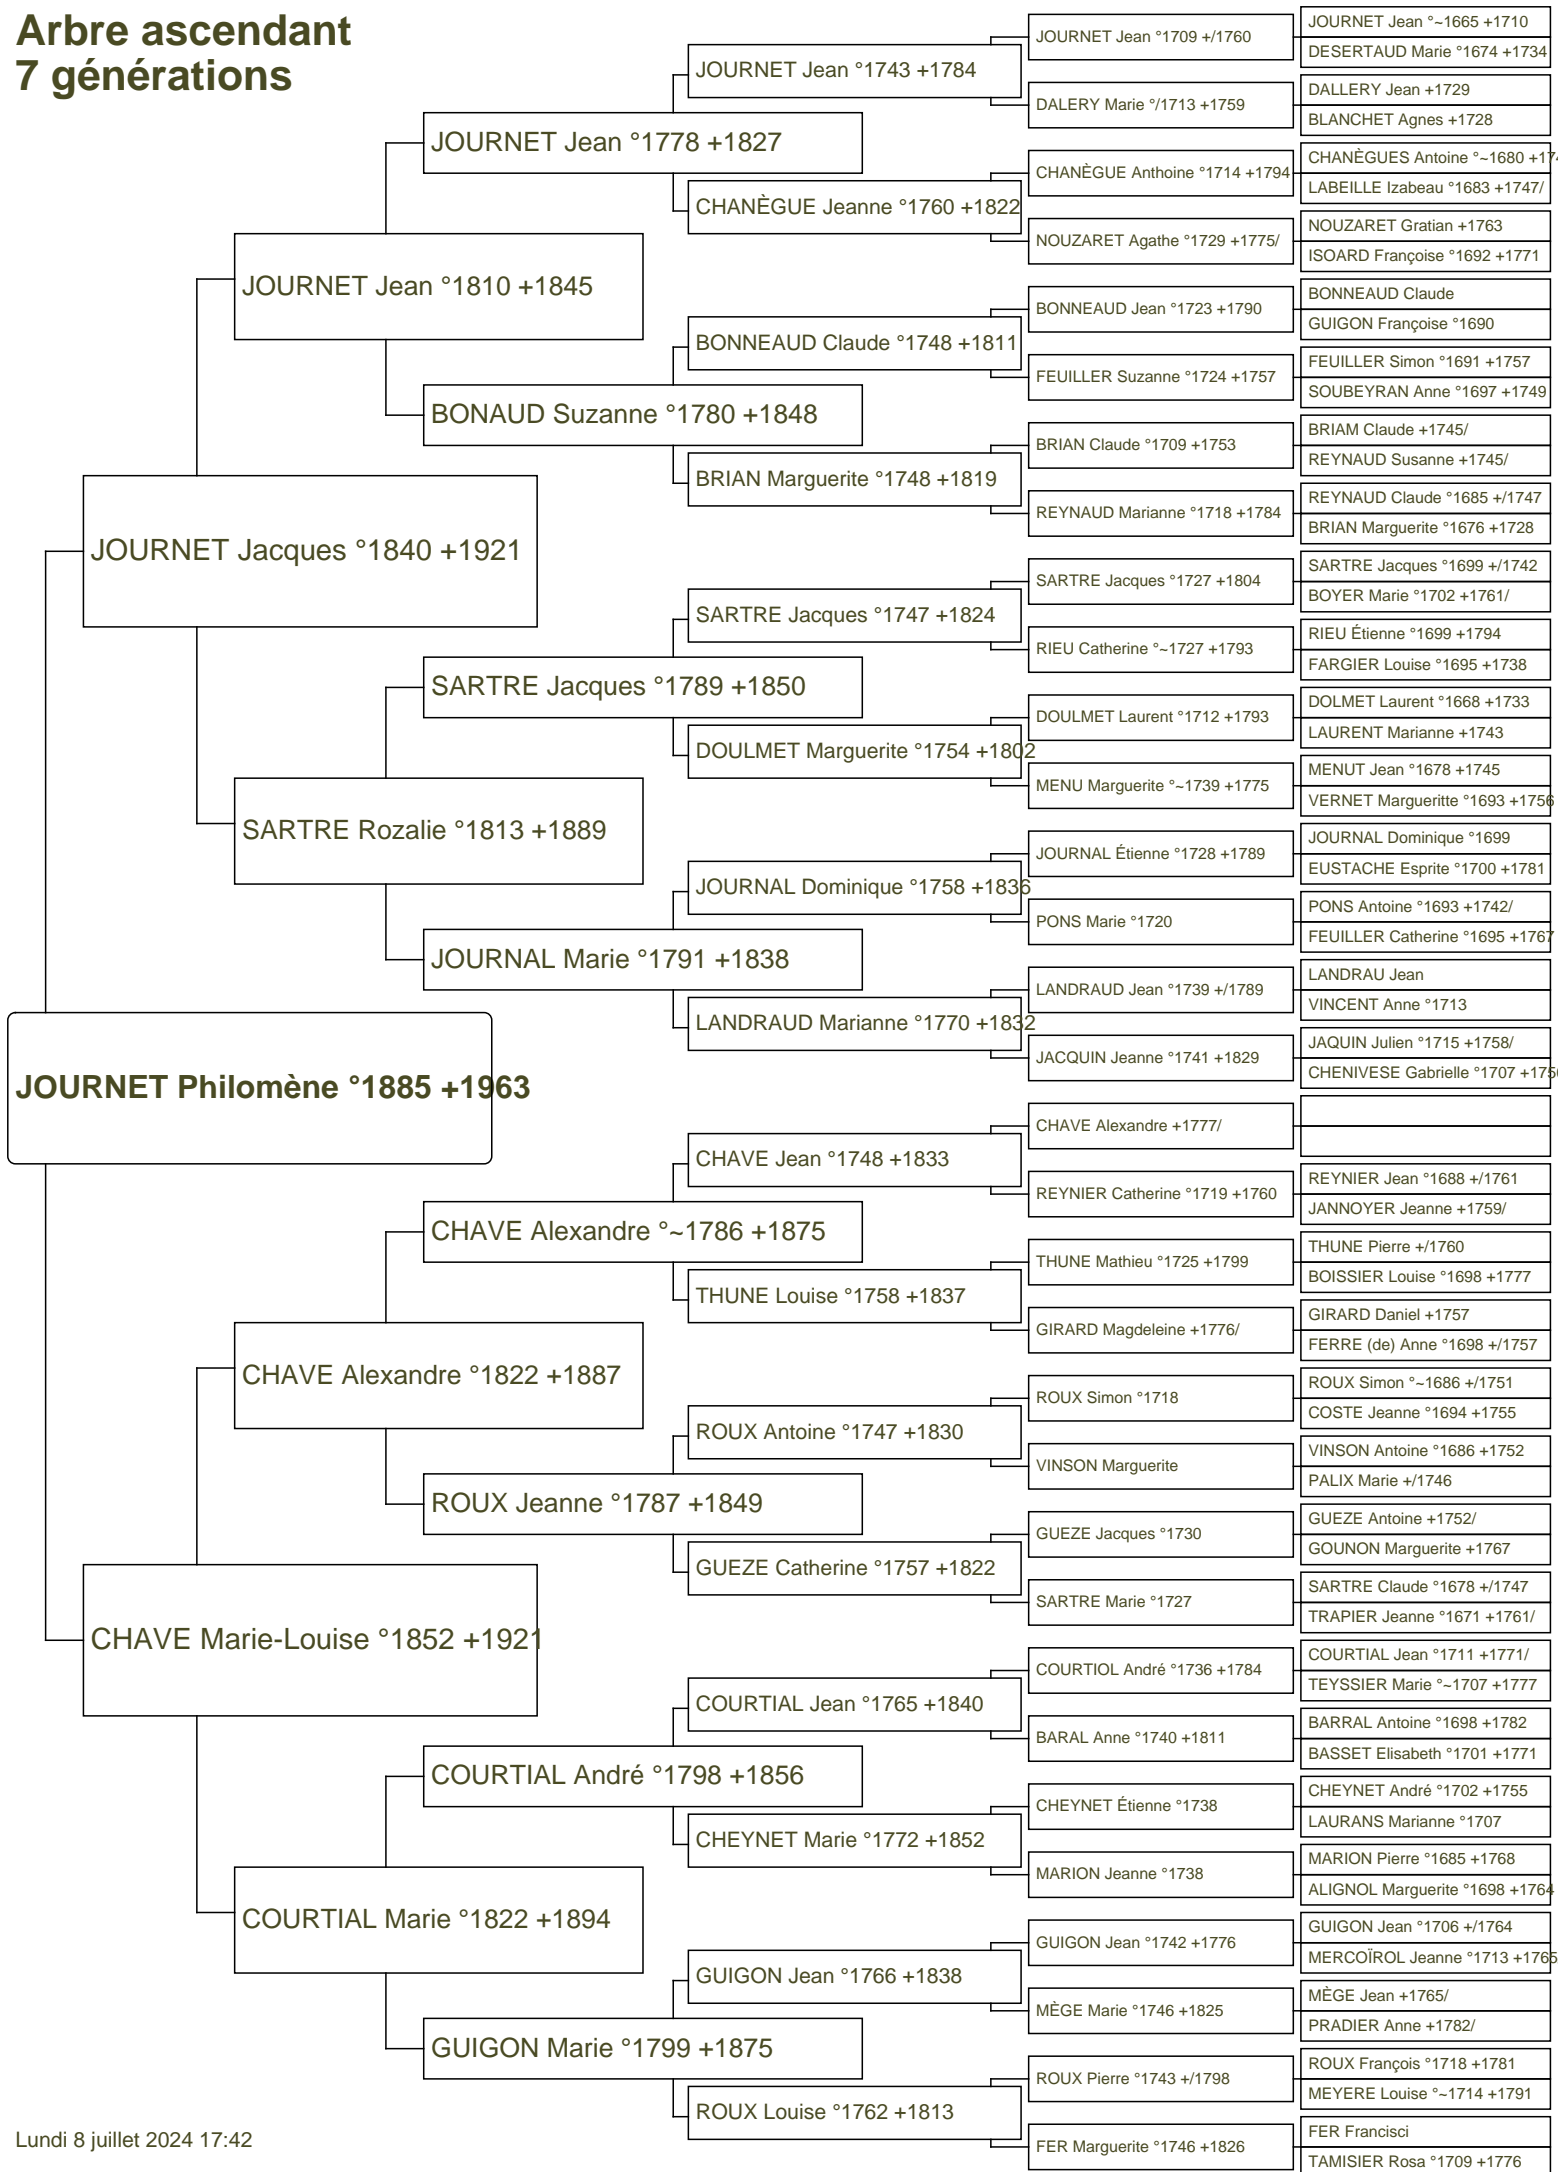 Arbre ascendant
7 générations
JOURNET Philomène °1885 +1963
JOURNET Jacques °1840 +1921
CHAVE Marie-Louise °1852 +1921
JOURNET Jean °1810 +1845
SARTRE Rozalie °1813 +1889
CHAVE Alexandre °1822 +1887
COURTIAL Marie °1822 +1894
JOURNET Jean °1778 +1827
BONAUD Suzanne °1780 +1848
SARTRE Jacques °1789 +1850
JOURNAL Marie °1791 +1838
CHAVE Alexandre °~1786 +1875
ROUX Jeanne °1787 +1849
COURTIAL André °1798 +1856
GUIGON Marie °1799 +1875
JOURNET Jean °1743 +1784
CHANÈGUE Jeanne °1760 +1822
BONNEAUD Claude °1748 +1811
BRIAN Marguerite °1748 +1819
SARTRE Jacques °1747 +1824
DOULMET Marguerite °1754 +1802
JOURNAL Dominique °1758 +1836
LANDRAUD Marianne °1770 +1832
CHAVE Jean °1748 +1833
THUNE Louise °1758 +1837
ROUX Antoine °1747 +1830
GUEZE Catherine °1757 +1822
COURTIAL Jean °1765 +1840
CHEYNET Marie °1772 +1852
GUIGON Jean °1766 +1838
ROUX Louise °1762 +1813
JOURNET Jean °1709 +/1760
DALERY Marie °/1713 +1759
CHANÈGUE Anthoine °1714 +1794
NOUZARET Agathe °1729 +1775/
BONNEAUD Jean °1723 +1790
FEUILLER Suzanne °1724 +1757
BRIAN Claude °1709 +1753
REYNAUD Marianne °1718 +1784
SARTRE Jacques °1727 +1804
RIEU Catherine °~1727 +1793
DOULMET Laurent °1712 +1793
MENU Marguerite °~1739 +1775
JOURNAL Étienne °1728 +1789
PONS Marie °1720
LANDRAUD Jean °1739 +/1789
JACQUIN Jeanne °1741 +1829
CHAVE Alexandre +1777/
REYNIER Catherine °1719 +1760
THUNE Mathieu °1725 +1799
GIRARD Magdeleine +1776/
ROUX Simon °1718
VINSON Marguerite
GUEZE Jacques °1730
SARTRE Marie °1727
COURTIOL André °1736 +1784
BARAL Anne °1740 +1811
CHEYNET Étienne °1738
MARION Jeanne °1738
GUIGON Jean °1742 +1776
MÈGE Marie °1746 +1825
ROUX Pierre °1743 +/1798
FER Marguerite °1746 +1826
JOURNET Jean °~1665 +1710
DESERTAUD Marie °1674 +1734
DALLERY Jean +1729
BLANCHET Agnes +1728
CHANÈGUES Antoine °~1680
LABEILLE Izabeau °1683 +1747/
NOUZARET Gratian +1763
ISOARD Françoise °1692 +1771
BONNEAUD Claude
GUIGON Françoise °1690
FEUILLER Simon °1691 +1757
SOUBEYRAN Anne °1697 +1749
BRIAM Claude +1745/
REYNAUD Susanne +1745/
REYNAUD Claude °1685 +/1747
BRIAN Marguerite °1676 +1728
SARTRE Jacques °1699 +/1742
BOYER Marie °1702 +1761/
RIEU Étienne °1699 +1794
FARGIER Louise °1695 +1738
DOLMET Laurent °1668 +1733
LAURENT Marianne +1743
MENUT Jean °1678 +1745
VERNET Margueritte °1693 +1756
JOURNAL Dominique °1699
EUSTACHE Esprite °1700 +1781
PONS Antoine °1693 +1742/
FEUILLER Catherine °1695 +1767
LANDRAU Jean
VINCENT Anne °1713
JAQUIN Julien °1715 +1758/
CHENIVESE Gabrielle °1707
REYNIER Jean °1688 +/1761
JANNOYER Jeanne +1759/
THUNE Pierre +/1760
BOISSIER Louise °1698 +1777
GIRARD Daniel +1757
FERRE (de) Anne °1698 +/1757
ROUX Simon °~1686 +/1751
COSTE Jeanne °1694 +1755
VINSON Antoine °1686 +1752
PALIX Marie +/1746
GUEZE Antoine +1752/
GOUNON Marguerite +1767
SARTRE Claude °1678 +/1747
TRAPIER Jeanne °1671 +1761/
COURTIAL Jean °1711 +1771/
TEYSSIER Marie °~1707 +1777
BARRAL Antoine °1698 +1782
BASSET Elisabeth °1701 +1771
CHEYNET André °1702 +1755
LAURANS Marianne °1707
MARION Pierre °1685 +1768
ALIGNOL Marguerite °1698 +1764
GUIGON Jean °1706 +/1764
MERCOÏROL Jeanne °1713 +1765
MÈGE Jean +1765/
PRADIER Anne +1782/
ROUX François °1718 +1781
MEYERE Louise °~1714 +1791
FER Francisci
TAMISIER Rosa °1709 +1776
Lundi 8 juillet 2024 17:42